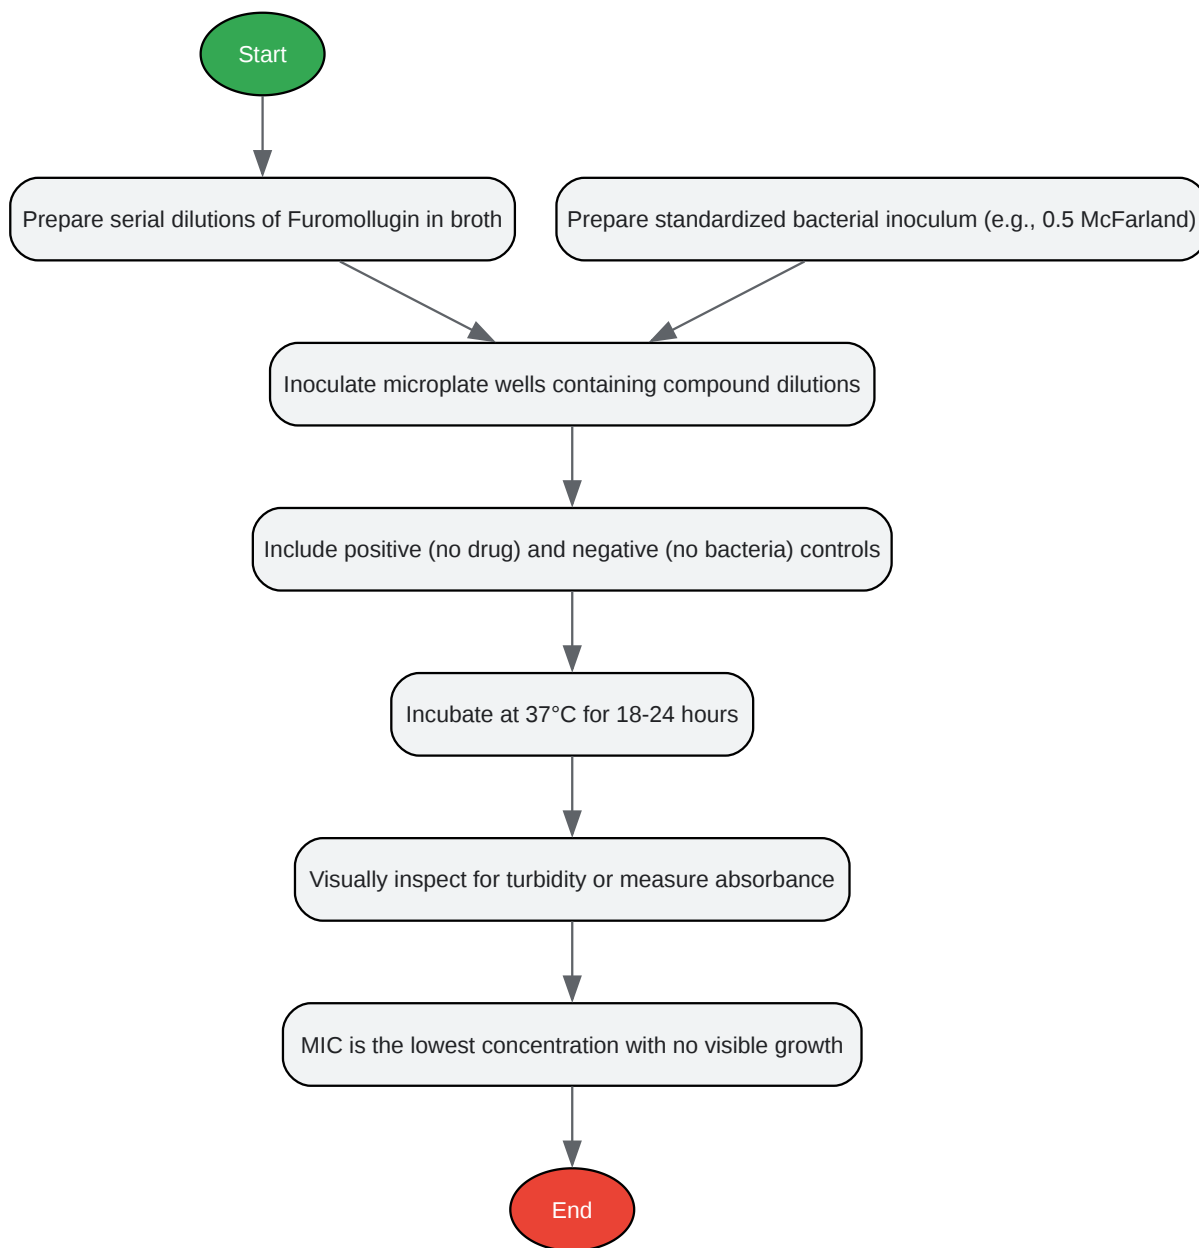 Start
Prepare serial dilutions of Furomollugin in broth
Prepare standardized bacterial inoculum (e.g., 0.5 McFarland)
Inoculate microplate wells containing compound dilutions
Include positive (no drug) and negative (no bacteria) controls
Incubate at 37°C for 18-24 hours
Visually inspect for turbidity or measure absorbance
MIC is the lowest concentration with no visible growth
End